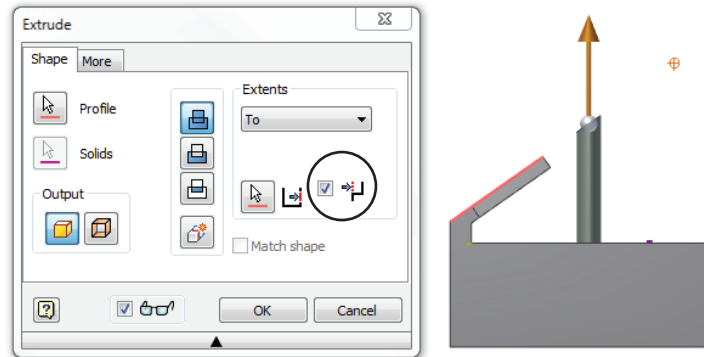 Extrude
Shape
More
Profile
Solids
Output
Extents
To
Match shape
OK
Cancel